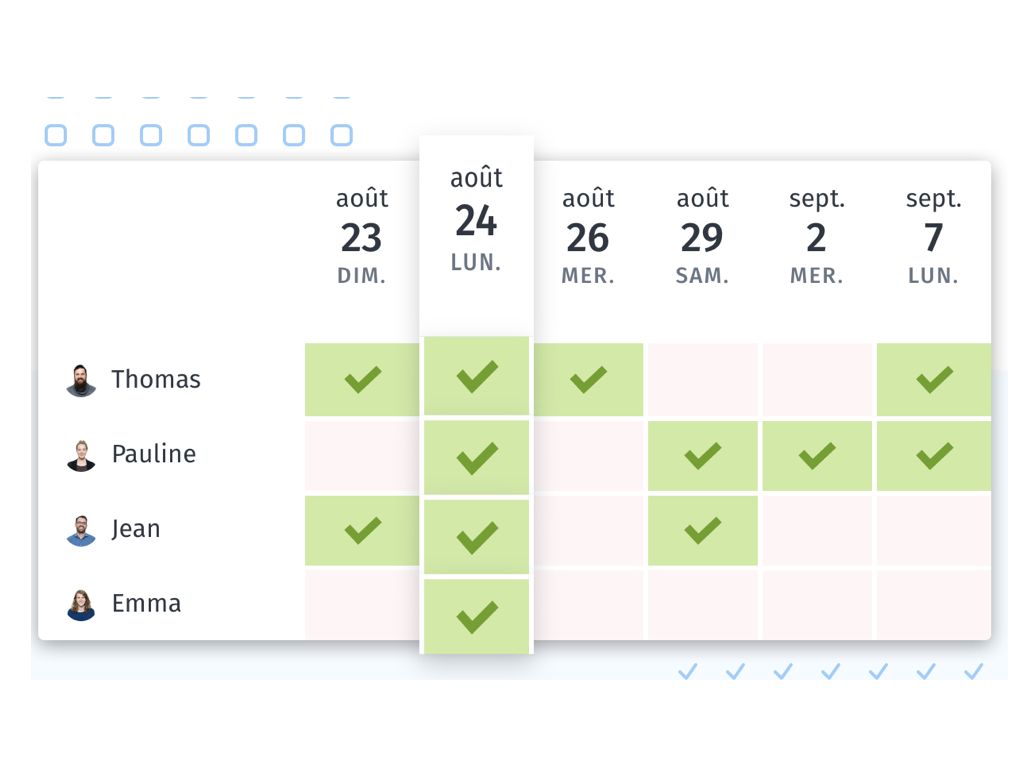 août
23
DIM.
août
24
LUN.
août
26
MER.
août
29
SAM.
sept.
2
MER.
sept.
7
LUN.
Thomas
Pauline
Jean
Emma